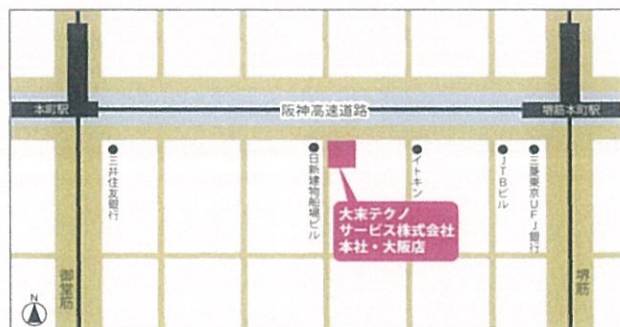 本町駅
阪神高速道路
堺筋本町駅
●三井住友銀行
●日新建物船場ビル
●イトキン
●JTBビル
●三菱東京UFJ銀行
大末テクノ
サービス株式会社
本社・大阪店
御堂筋
堺筋
N